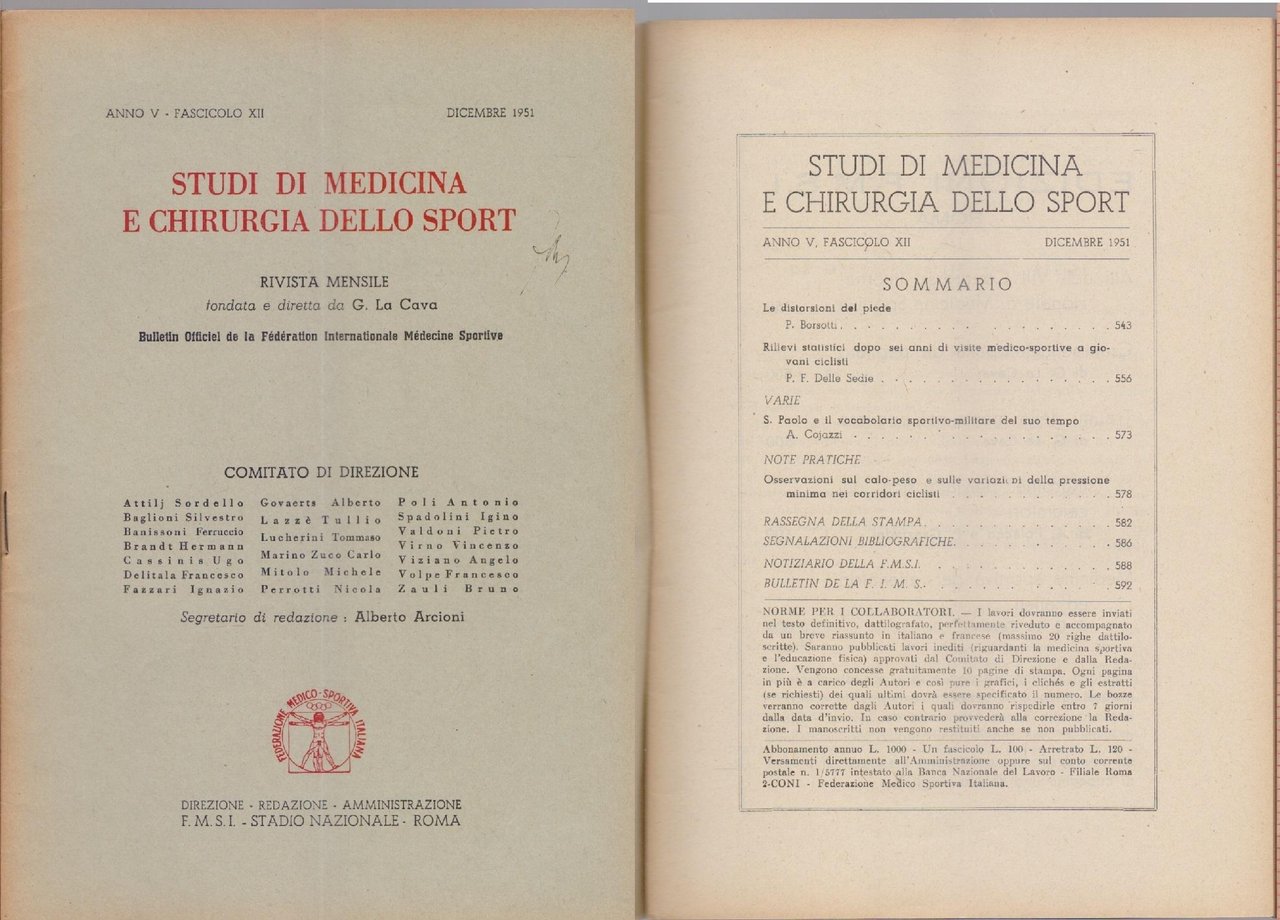 ANNO V - FASCICOLO XII
DICEMBRE 1951
STUDI DI MEDICINA
E CHIRURGIA DELLO SPORT
RIVISTA MENSILE
fondata e diretta da G. La Cava
Bulletin Officiel de la Fédération Internationale Médecine Sportive
COMITATO DI DIREZIONE
Attilj Sordello
Baglioni Silvestro
Banissoni Ferruccio
Brandt Hermann
Cassinis Ugo
Delitala Francesco
Fazzari Ignazio
Govaerts Alberto
Lazzè Tullio
Lucherini Tommaso
Marino Zuco Carlo
Mitolo Michele
Perrotti Nicola
Poli Antonio
Spadolini Igino
Valdoni Pietro
Virno Vincenzo
Viziano Angelo
Volpe Francesco
Zauli Bruno
Segretario di redazione : Alberto Arcioni
FEDERAZIONE MEDICO-SPORTIVA ITALIANA
DIREZIONE - REDAZIONE - AMMINISTRAZIONE
F. M. S. I. - STADIO NAZIONALE - ROMA
STUDI DI MEDICINA
E CHIRURGIA DELLO SPORT
ANNO V, FASCICOLO XII DICEMBRE 1951
SOMMARIO
Le distorsioni del piede
P. Borsotti . . . . . . . . . . . . . . . . 543
Rilievi statistici dopo sei anni di visite medico-sportive a gio-
vani ciclisti
P. F. Delle Sedie . . . . . . . . . . . . . . . . 556
VARIE
S. Paolo e il vocabolario sportivo-militare del suo tempo
A. Cojazzi . . . . . . . . . . . . . . . . 573
NOTE PRATICHE
Osservazioni sul calo-peso e sulle variazioni della pressione
minima nei corridori ciclisti . . . . . . . . . . 578
RASSEGNA DELLA STAMPA . . . . . . . . . . . . 582
SEGNALAZIONI BIBLIOGRAFICHE. . . . . . . . . . 586
NOTIZIARIO DELLA F.M.S.I. . . . . . . . . . . . 588
BULLETIN DE LA F. I. M. S. . . . . . . . . . . . 592
NORME PER I COLLABORATORI. — I lavori dovranno essere inviati
nel testo definitivo, dattilografato, perfettamente riveduto e accompagnato
da un breve riassunto in italiano e francese (massimo 20 righe dattilo-
scritte). Saranno pubblicati lavori inediti (riguardanti la medicina sportiva
e l'educazione fisica) approvati dal Comitato di Direzione e dalla Reda-
zione. Vengono concesse gratuitamente 16 pagine di stampa. Ogni pagina
in più è a carico degli Autori e così pure i grafici, i clichés e gli estratti
(se richiesti) dei quali ultimi dovrà essere specificato il numero. Le bozze
verranno corrette dagli Autori i quali dovranno rispedirle entro 7 giorni
dalla data d'invio. In caso contrario provvederà alla correzione la Reda-
zione. I manoscritti non vengono restituiti anche se non pubblicati.
Abbonamento annuo L. 1000 - Un fascicolo L. 100 - Arretrato L. 120 -
Versamenti direttamente all'Amministrazione oppure sul conto corrente
postale n. 1/5777 intestato alla Banca Nazionale del Lavoro - Filiale Roma
2-CONI - Federazione Medico Sportiva Italiana.